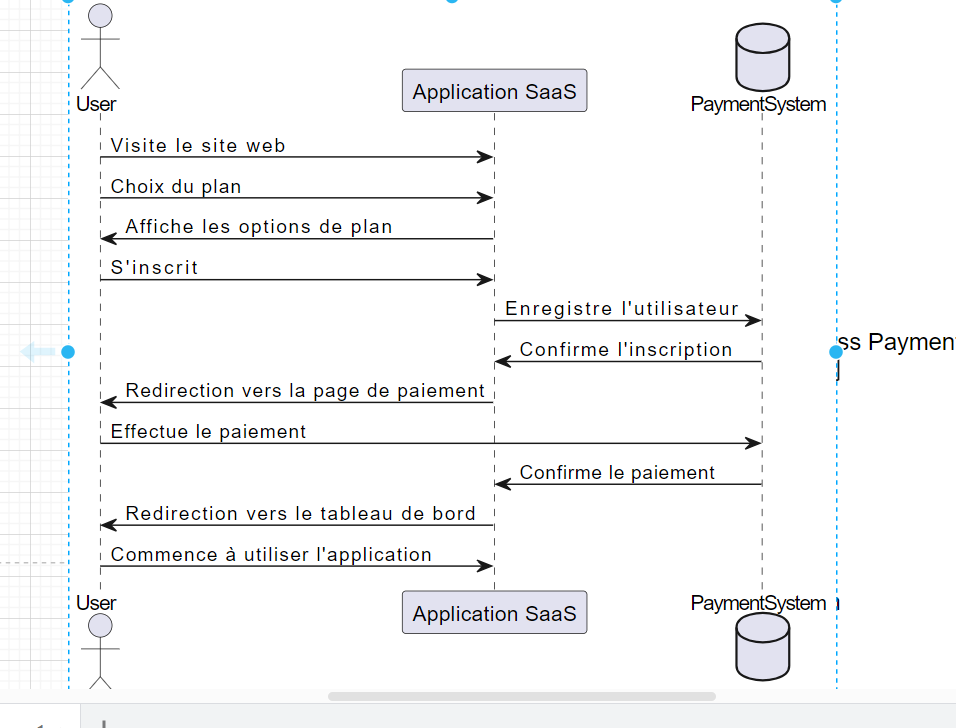 User
Application SaaS
PaymentSystem
Visite le site web
Choix du plan
Affiche les options de plan
S'inscrit
Enregistre l'utilisateur
ss Paymen
Confirme l'inscription
Redirection vers la page de paiement
Effectue le paiement
Confirme le paiement
Redirection vers le tableau de bord
Commence à utiliser l'application
User
Application SaaS
PaymentSystem